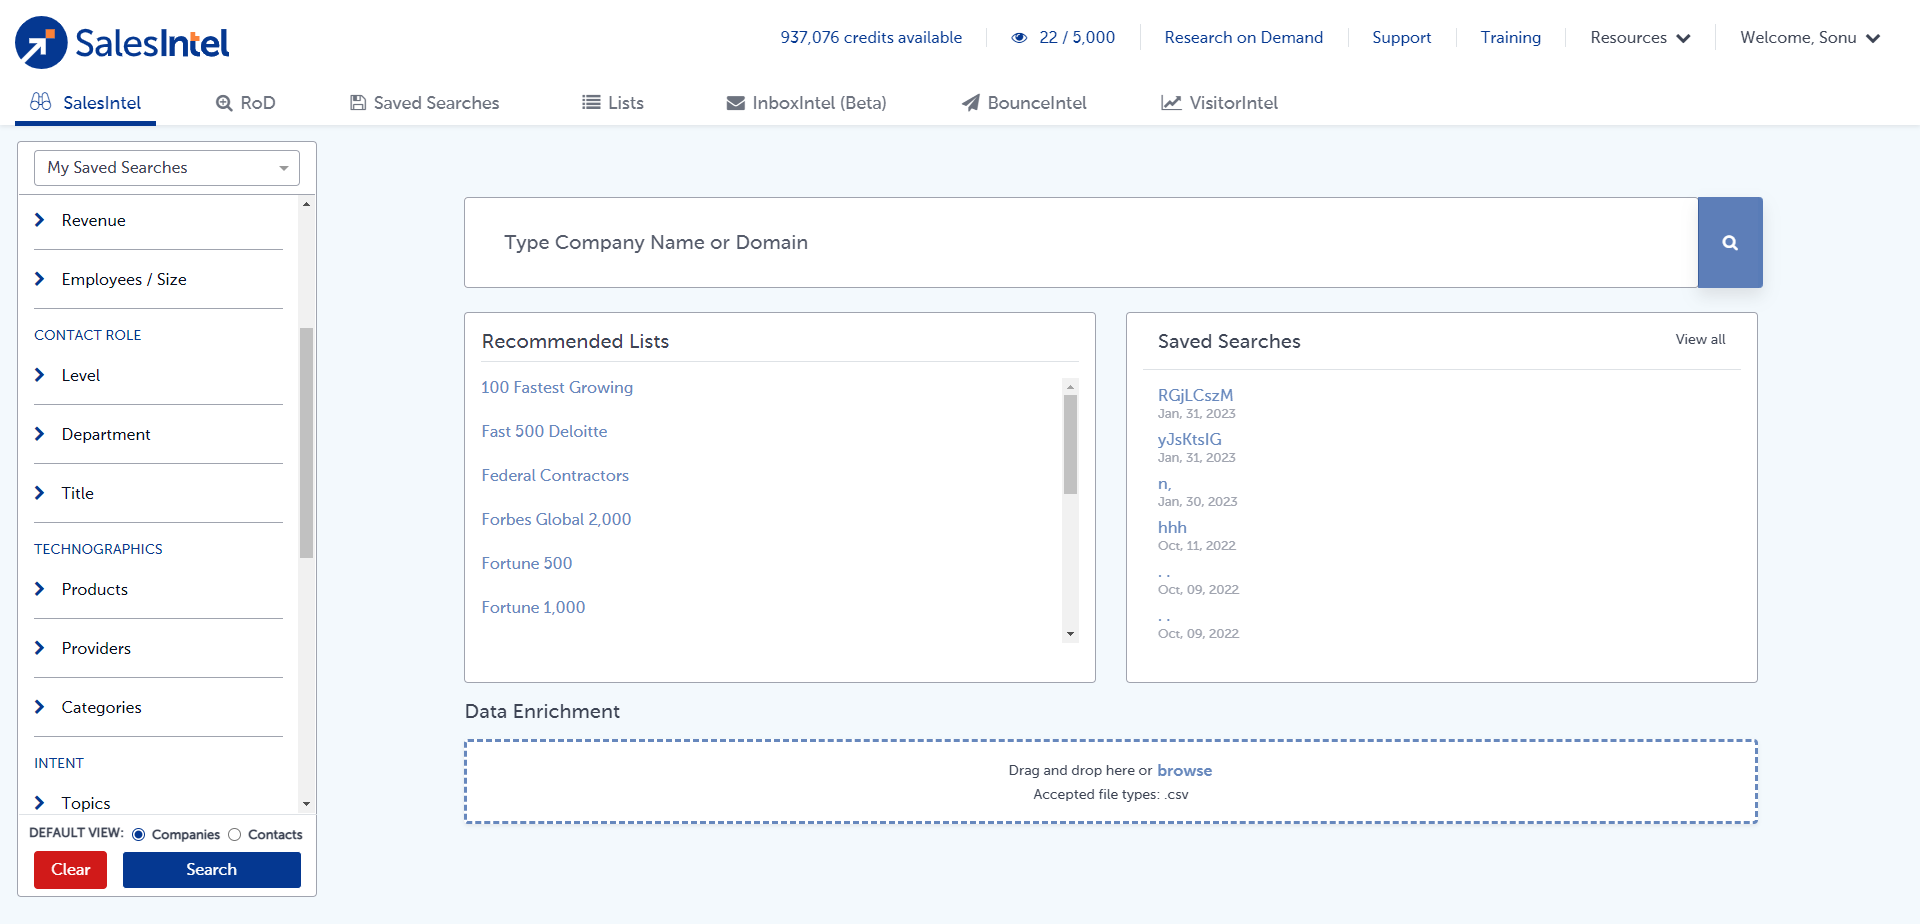 SalesIntel
937,076 credits available
22 / 5,000
Research on Demand
Support
Training
Resources
Welcome, Sonu
SalesIntel
RoD
Saved Searches
Lists
InboxIntel (Beta)
BounceIntel
VisitorIntel
My Saved Searches
Revenue
Employees / Size
CONTACT ROLE
Level
Department
Title
TECHNOGRAPHICS
Products
Providers
Categories
INTENT
Topics
DEFAULT VIEW: Companies Contacts
Clear
Search
Type Company Name or Domain
Recommended Lists
100 Fastest Growing
Fast 500 Deloitte
Federal Contractors
Forbes Global 2,000
Fortune 500
Fortune 1,000
Saved Searches
View all
RGjLCszM
Jan, 31, 2023
yJsKtsIG
Jan, 31, 2023
n,
Jan, 30, 2023
hhh
Oct, 11, 2022
. .
Oct, 09, 2022
. .
Oct, 09, 2022
Data Enrichment
Drag and drop here or browse
Accepted file types: .csv